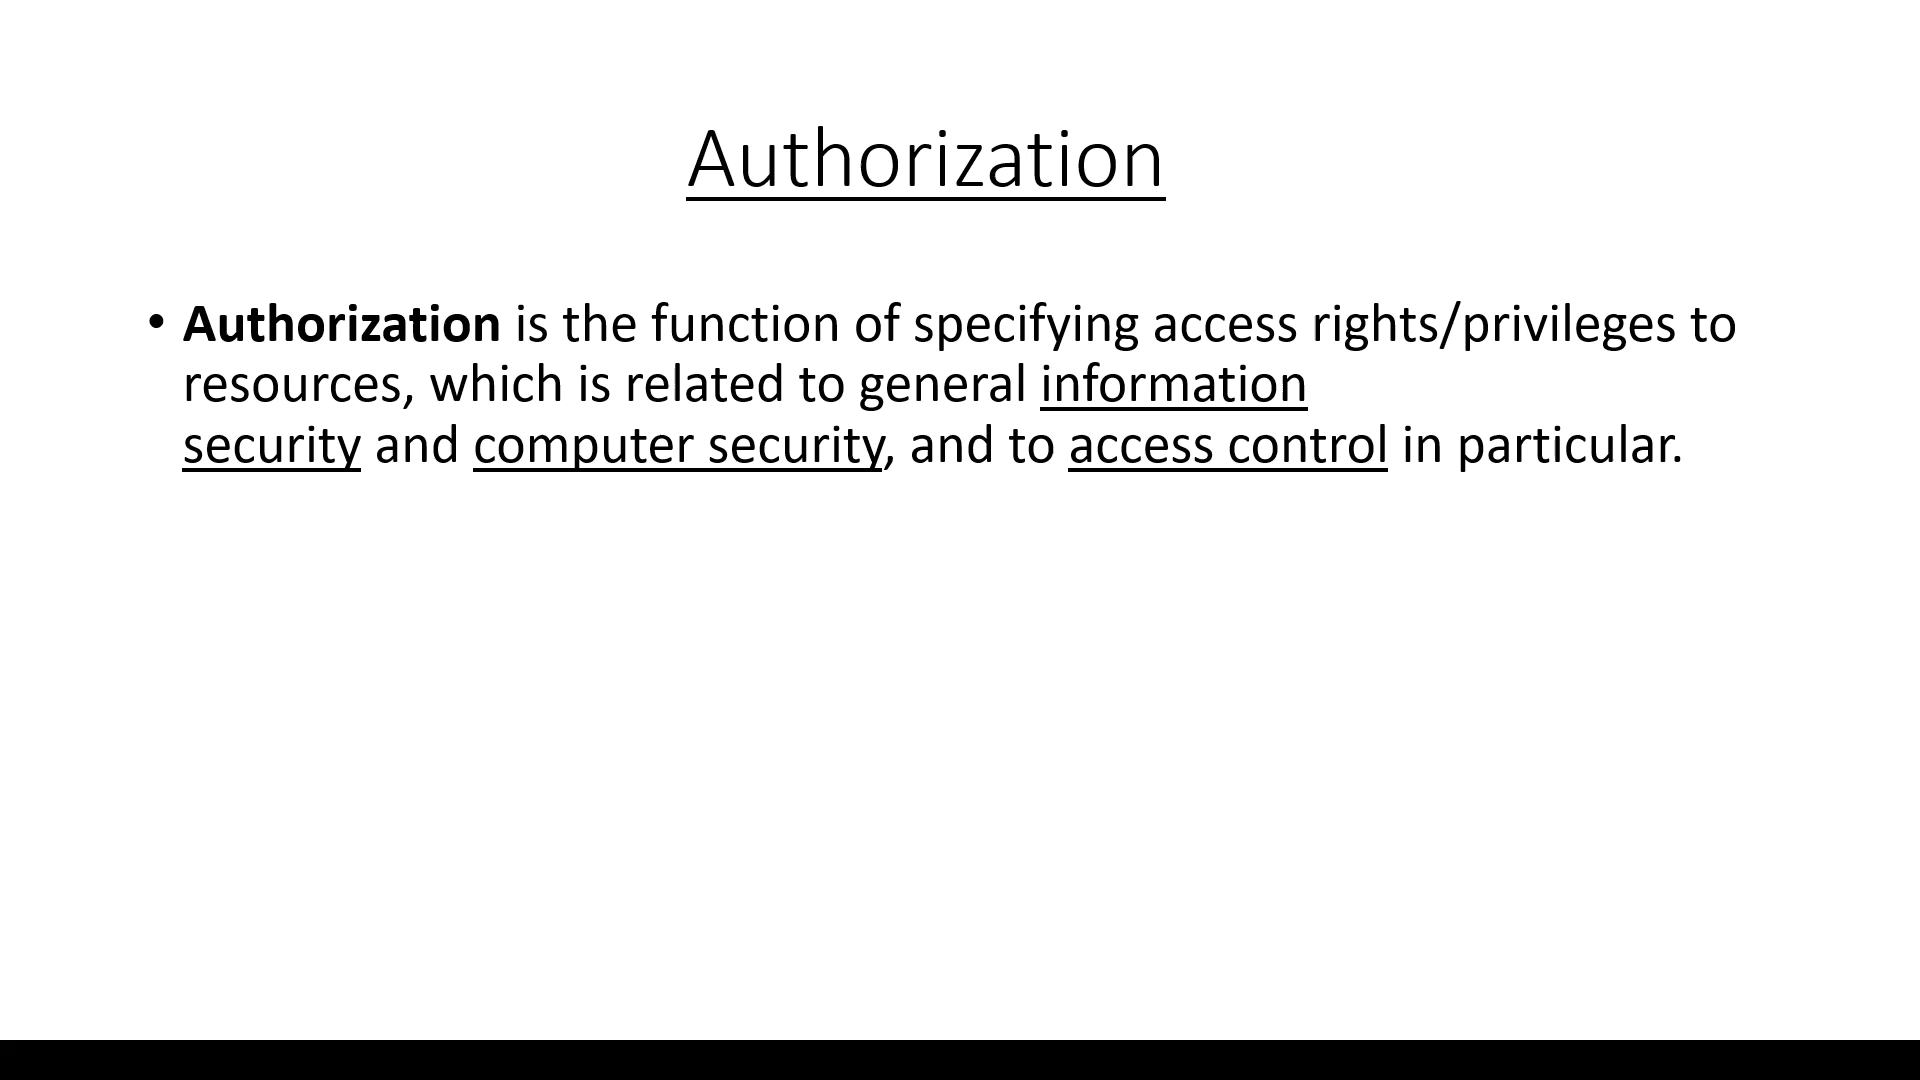 Authorization
• Authorization is the function of specifying access rights/privileges to
resources, which is related to general information
security and computer security, and to access control in particular.